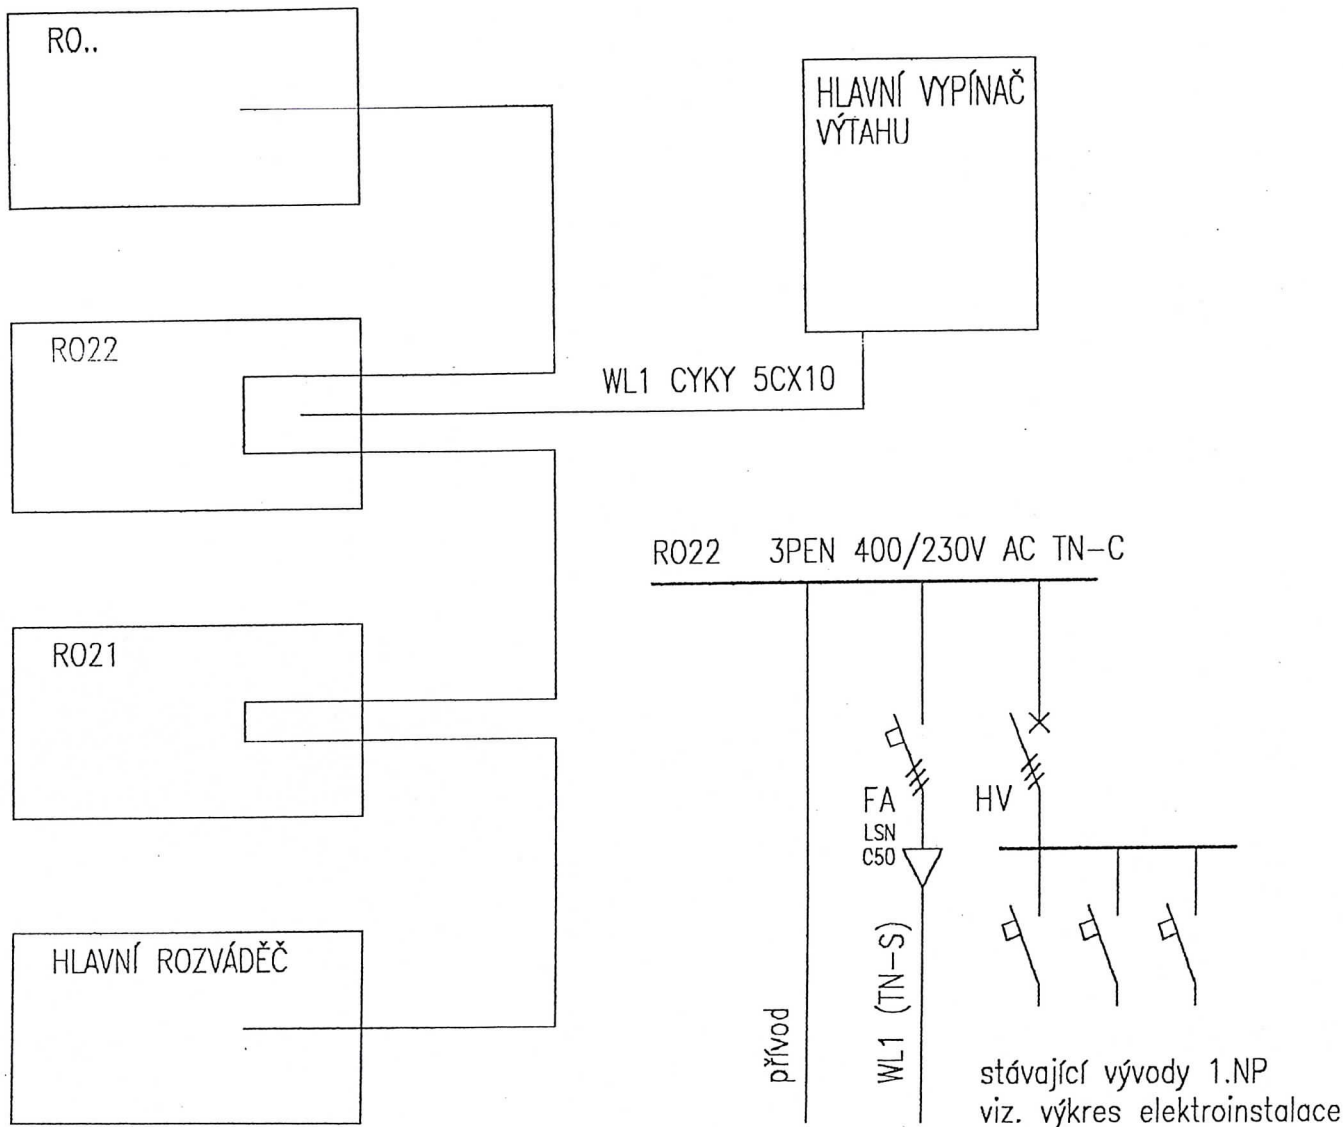 RO..
HLAVNÍ VYPÍNAČ
VÝTAHU
RO22
WL1 CYKY 5CX10
RO22 3PEN 400/230V AC TN-C
RO21
FA
LSN
C50
HV
HLAVNÍ ROZVÁDĚČ
přívod
WL1 (TN-S)
stávající vývody 1.NP
viz. výkres elektroinstalace